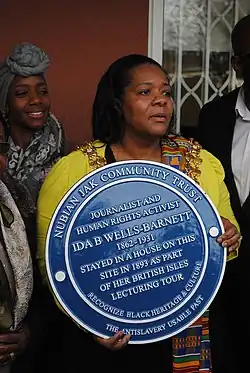 NUBIAN JAK COMMUNITY TRUST
JOURNALIST AND
HUMAN RIGHTS ACTIVIST
IDA B WELLS-BARNETT
1862-1931
STAYED IN A HOUSE ON THIS
SITE IN 1893 AS PART
OF HER BRITISH ISLES
LECTURING TOUR
RECOGNIZE BLACK HERITAGE & CULTURE
THE ANTISLAVERY USABLE PAST